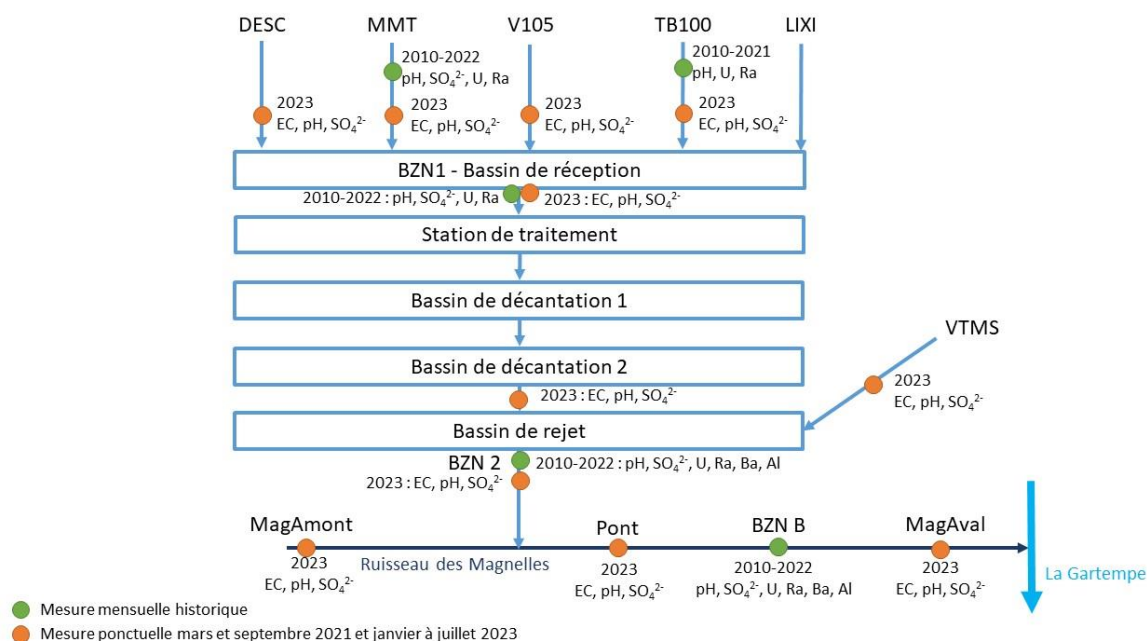 DESC MMT V105 TB100 LIXI
2010-2022
pH, SO₄²⁻, U, Ra
2010-2021
pH, U, Ra
2023
EC, pH, SO₄²⁻
2023
EC, pH, SO₄²⁻
2023
EC, pH, SO₄²⁻
2023
EC, pH, SO₄²⁻
BZN1 - Bassin de réception
2010-2022 : pH, SO₄²⁻, U, Ra
2023 : EC, pH, SO₄²⁻
Station de traitement
Bassin de décantation 1
VTMS
Bassin de décantation 2
2023
EC, pH, SO₄²⁻
2023 : EC, pH, SO₄²⁻
Bassin de rejet
BZN 2
2010-2022 : pH, SO₄²⁻, U, Ra, Ba, Al
2023 : EC, pH, SO₄²⁻
MagAmont
Pont
BZN B
MagAval
2023
EC, pH, SO₄²⁻
Ruisseau des Magnelles
2023
EC, pH, SO₄²⁻
2010-2022
pH, SO₄²⁻, U, Ra, Ba, Al
2023
EC, pH, SO₄²⁻
La Gartempe
Mesure mensuelle historique
Mesure ponctuelle mars et septembre 2021 et janvier à juillet 2023